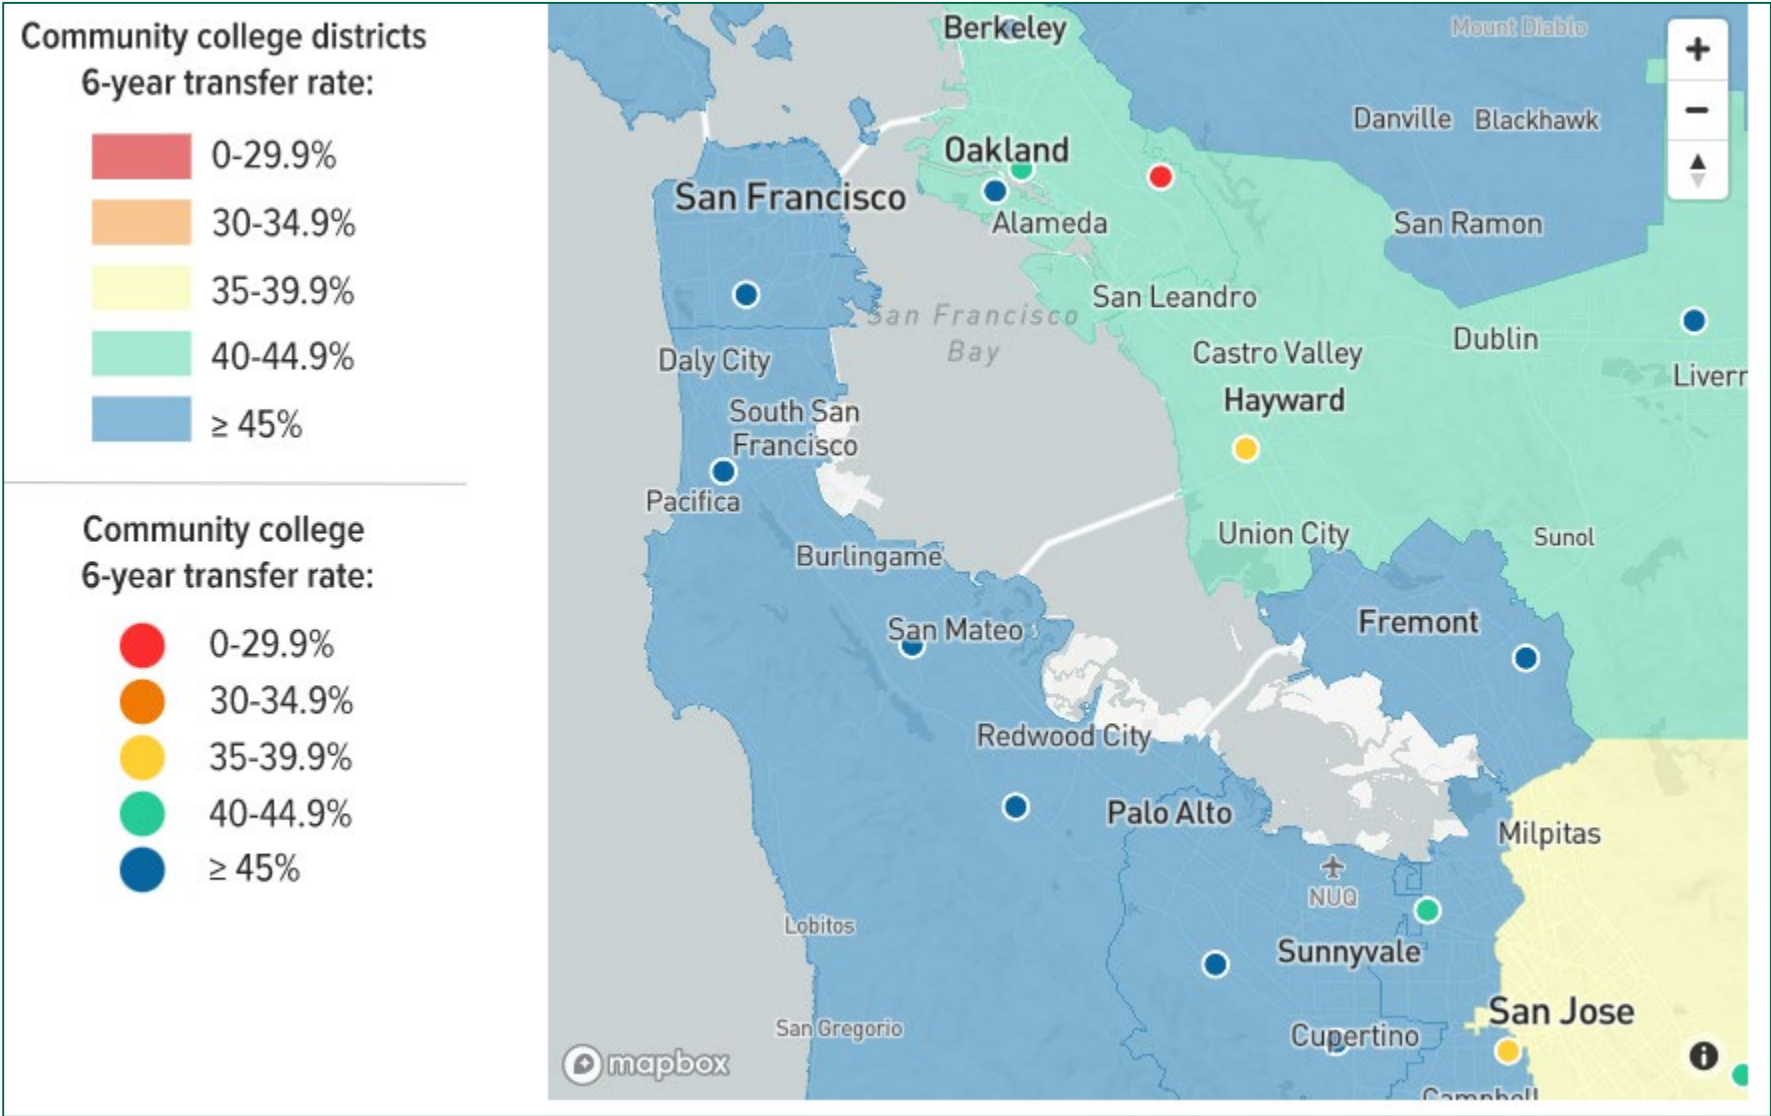 Community college districts
6-year transfer rate:
0-29.9%
30-34.9%
35-39.9%
40-44.9%
≥ 45%
Community college
6-year transfer rate:
0-29.9%
30-34.9%
35-39.9%
40-44.9%
≥ 45%
Berkeley
Mount Diablo
Danville
Blackhawk
Oakland
San Francisco
Alameda
San Ramon
San Leandro
San Francisco
Bay
Dublin
Daly City
Castro Valley
Liverr
Hayward
South San
Francisco
Pacifica
Union City
Sunol
Burlingame
Fremont
San Mateo
Redwood City
Palo Alto
Milpitas
NUQ
Lobitos
Sunnyvale
San Jose
San Gregorio
Cupertino
mapbox
Campbell